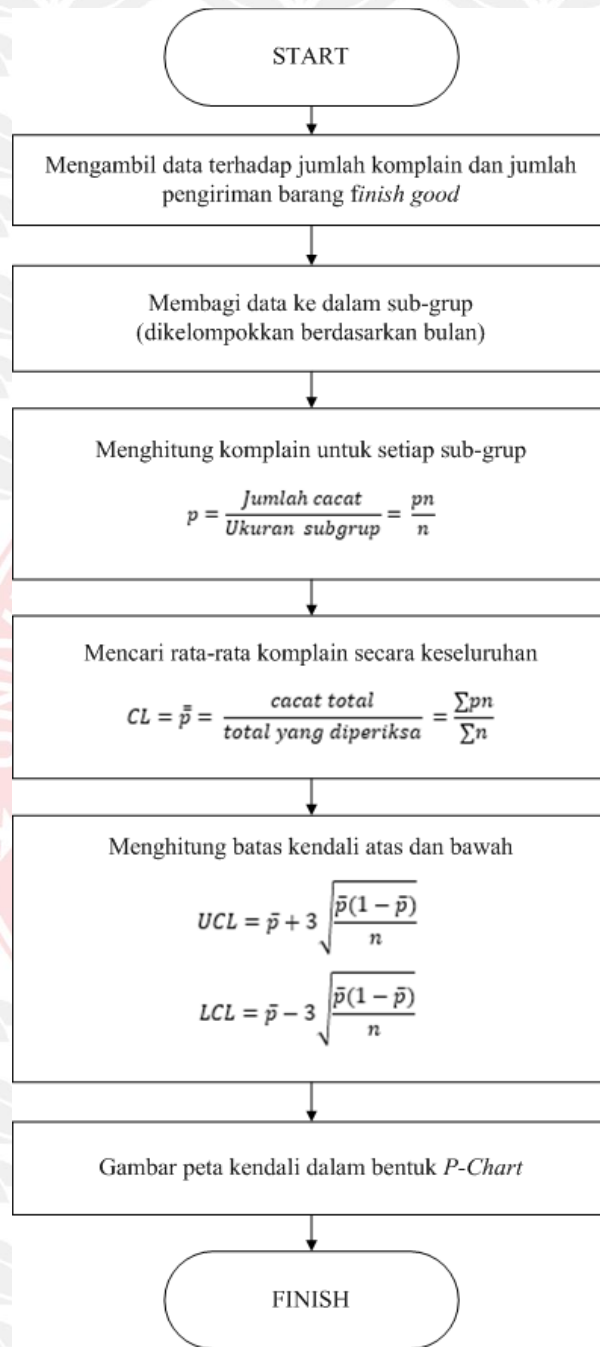 START
Mengambil data terhadap jumlah komplain dan jumlah
pengiriman barang finish good
Membagi data ke dalam sub-grup
(dikelompokkan berdasarkan bulan)
Menghitung komplain untuk setiap sub-grup
p = Jumlah cacat / Ukuran subgrup = pn / n
Mencari rata-rata komplain secara keseluruhan
CL = p̿ = cacat total / total yang diperiksa = ∑pn / ∑n
Menghitung batas kendali atas dan bawah
UCL = p̄ + 3 √(p̄(1 − p̄) / n)
LCL = p̄ − 3 √(p̄(1 − p̄) / n)
Gambar peta kendali dalam bentuk P-Chart
FINISH